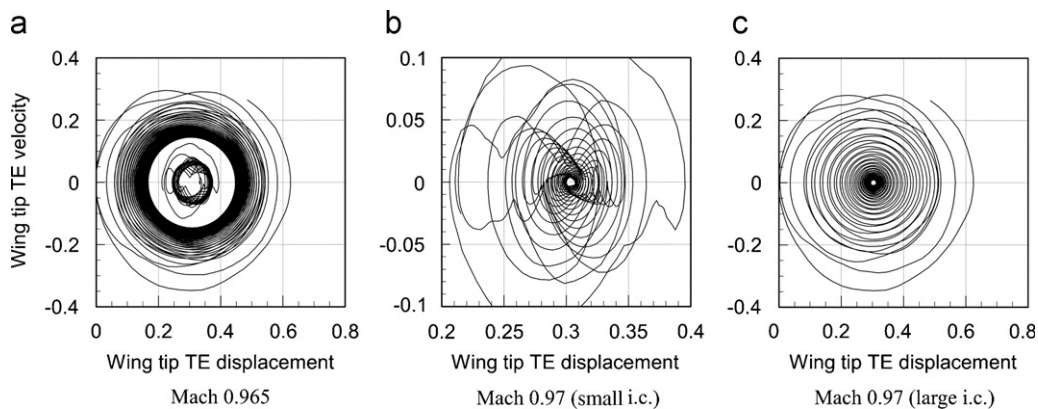 a
b
c
Wing tip TE velocity
0.4
0.2
0
-0.2
-0.4
0 0.2 0.4 0.6 0.8
Wing tip TE displacement
Mach 0.965
0.1
0.05
0
-0.05
-0.1
0.2 0.25 0.3 0.35 0.4
Wing tip TE displacement
Mach 0.97 (small i.c.)
0.4
0.2
0
-0.2
-0.4
0 0.2 0.4 0.6 0.8
Wing tip TE displacement
Mach 0.97 (large i.c.)